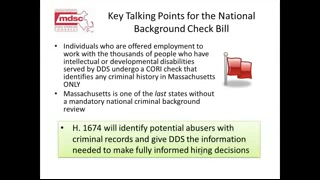 mdsc
Key Talking Points for the National
Background Check Bill
• Individuals who are offered employment to
work with the thousands of people who have
intellectual or developmental disabilities
served by DDS undergo a CORI check that
identifies any criminal history in Massachusetts
ONLY
• Massachusetts is one of the last states without
a mandatory national criminal background
review
• H. 1674 will identify potential abusers with
criminal records and give DDS the information
needed to make fully informed hiring decisions